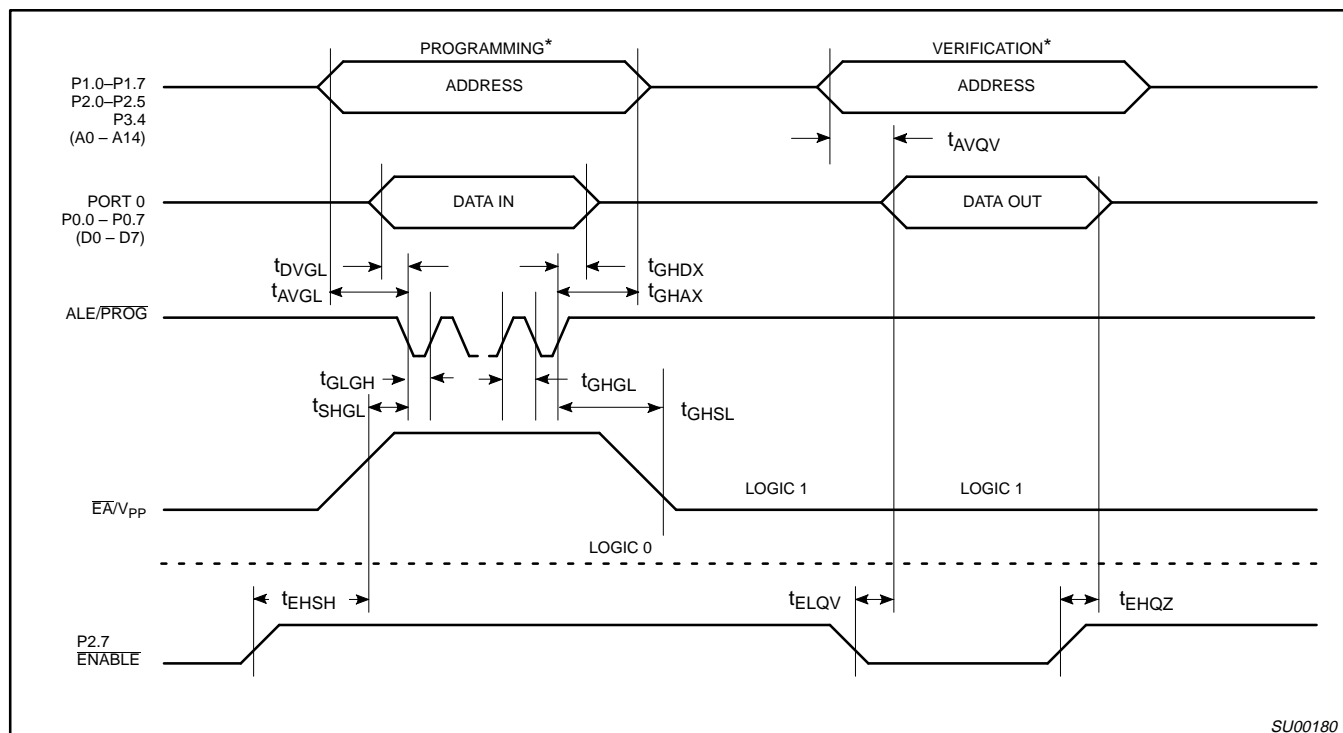 PROGRAMMING*
VERIFICATION*
P1.0–P1.7
P2.0–P2.5
P3.4
(A0 – A14)
ADDRESS
ADDRESS
tAVQV
PORT 0
P0.0 – P0.7
(D0 – D7)
DATA IN
DATA OUT
tDVGL
tGHDX
tAVGL
tGHAX
ALE/PROG
tGLGH
tGHGL
tSHGL
tGHSL
EA/VPP
LOGIC 1
LOGIC 1
LOGIC 0
tEHSH
tELQV
tEHQZ
P2.7
ENABLE
SU00180